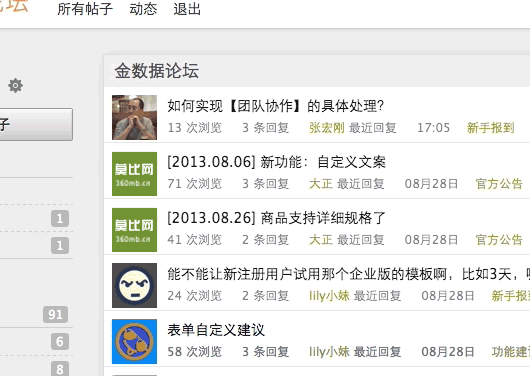 论坛
所有帖子 动态 退出
子
1
1
91
6
8
金数据论坛
如何实现【团队协作】的具体处理?
13 次浏览 3 条回复 张宏刚 最近回复 17:05 新手报到
莫比网
360mb.cn
[2013.08.06] 新功能：自定义文案
71 次浏览 3 条回复 大正 最近回复 08月28日 官方公告
莫比网
360mb.cn
[2013.08.26] 商品支持详细规格了
41 次浏览 2 条回复 大正 最近回复 08月28日 官方公告
能不能让新注册用户试用那个企业版的模板啊，比如3天，
24 次浏览 2 条回复 lily小妹 最近回复 08月28日 新手报
表单自定义建议
58 次浏览 3 条回复 lily小妹 最近回复 08月28日 功能建